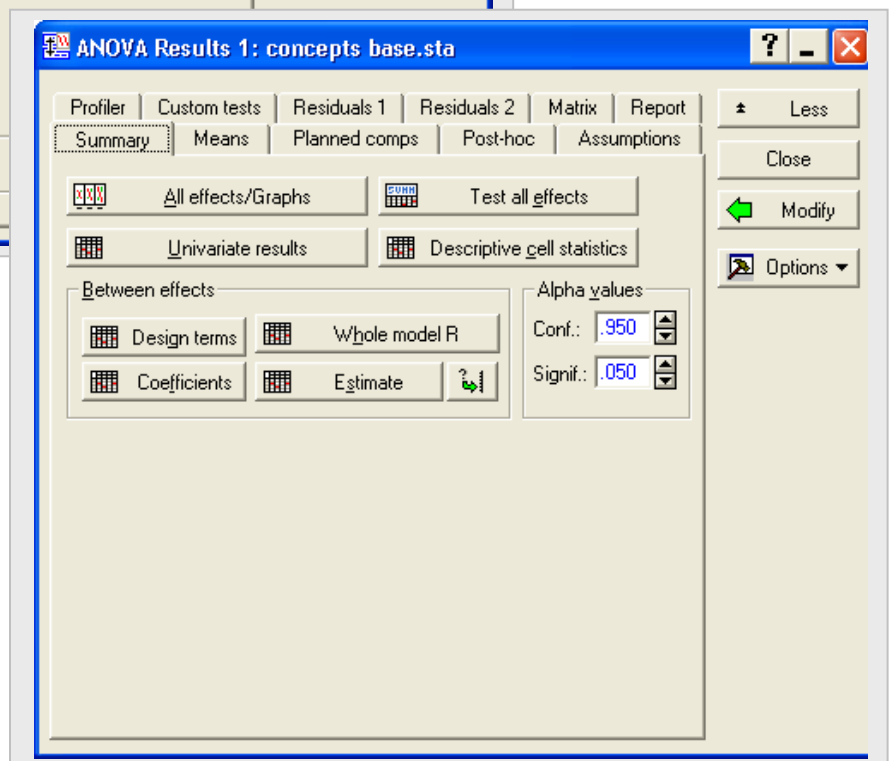 ANOVA Results 1: concepts base.sta
Profiler Custom tests Residuals 1 Residuals 2 Matrix Report
Summary Means Planned comps Post-hoc Assumptions
Less
Close
Modify
Options
All effects/Graphs SUMM Test all effects
Univariate results Descriptive cell statistics
Between effects
Design terms Whole model R
Coefficients Estimate
?
Alpha values
Conf.: .950
Signif.: .050